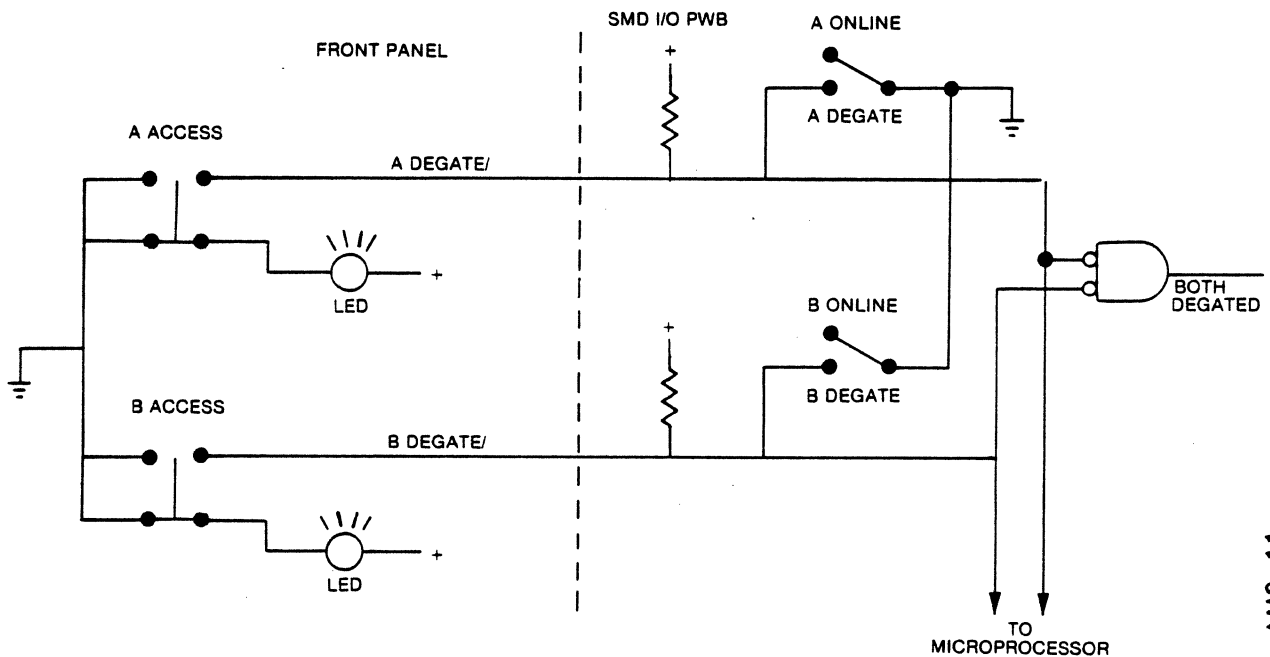 SMD I/O PWB
A ONLINE
FRONT PANEL
+
A DEGATE
A ACCESS
A DEGATE/
+
LED
BOTH
DEGATED
B ONLINE
+
B DEGATE
B ACCESS
B DEGATE/
+
LED
TO
MICROPROCESSOR